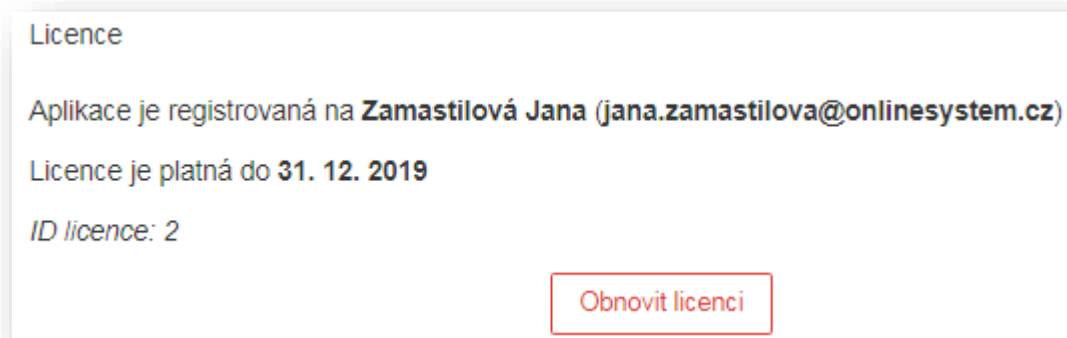 Licence
Aplikace je registrovaná na Zamastilová Jana (jana.zamastilova@onlinesystem.cz)
Licence je platná do 31. 12. 2019
ID licence: 2
Obnovit licenci